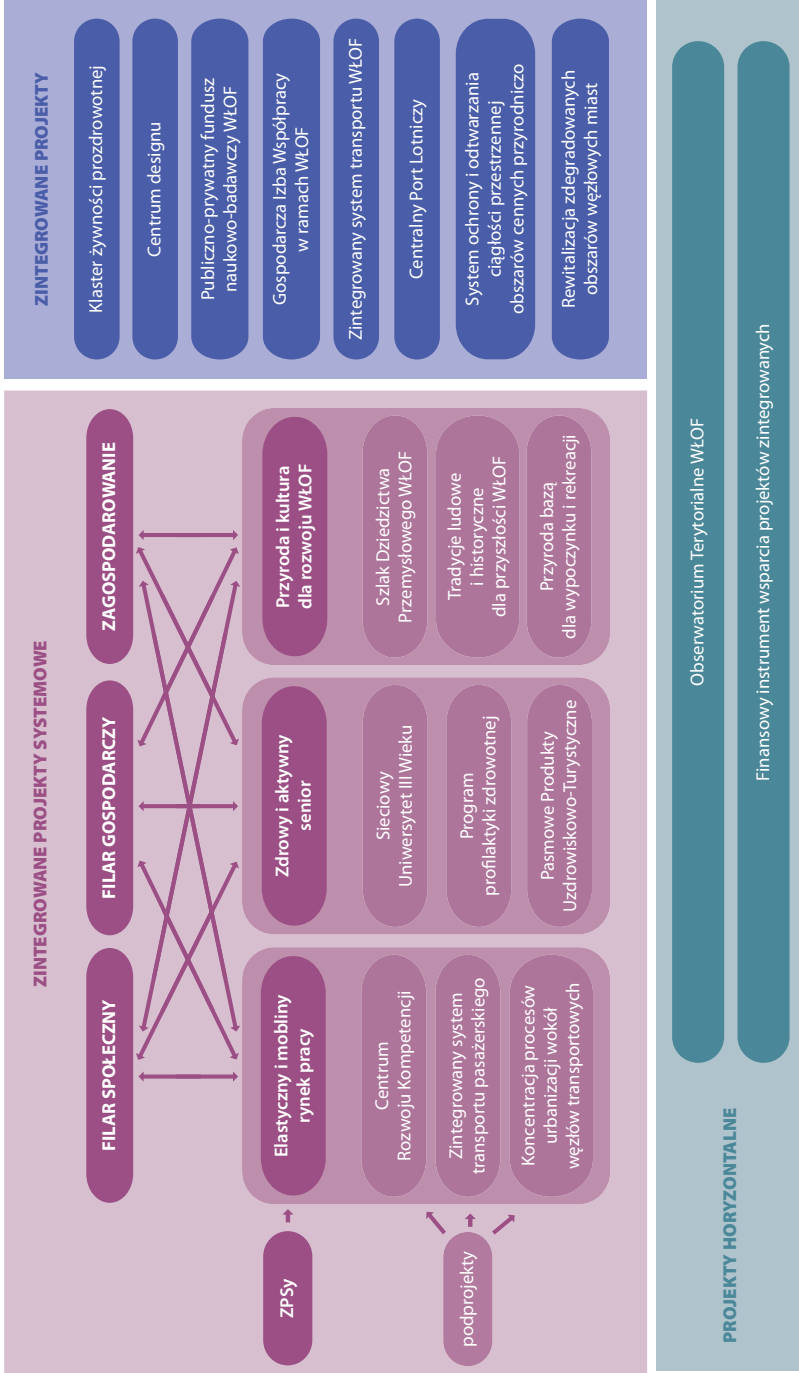 ZINTEGROWANE PROJEKTY SYSTEMOWE
FILAR SPOŁECZNY
FILAR GOSPODARCZY
ZAGOSPODAROWANIE
ZPSy
Elastyczny i mobliny
rynek pracy
Zdrowy i aktywny
senior
Przyroda i kultura
dla rozwoju WŁOF
podprojekty
Centrum
Rozwoju Kompetencji
Zintegrowany system
transportu pasażerskiego
Koncentracja procesów
urbanizacji wokół
węzłów transportowych
Sieciowy
Uniwersytet III Wieku
Program
profilaktyki zdrowotnej
Pasmowe Produkty
Uzdrowiskowo-Turystyczne
Szlak Dziedzictwa
Przemysłowego WŁOF
Tradycje ludowe
i historyczne
dla przyszłości WŁOF
Przyroda bazą
dla wypoczynku i rekreacji
ZINTEGROWANE PROJEKTY
Klaster żywności prozdrowotnej
Centrum designu
Publiczno-prywatny fundusz
naukowo-badawczy WŁOF
Gospodarcza Izba Współpracy
w ramach WŁOF
Zintegrowany system transportu WŁOF
Centralny Port Lotniczy
System ochrony i odtwarzania
ciągłości przestrzennej
obszarów cennych przyrodniczo
Rewitalizacja zdegradowanych
obszarów węzłowych miast
PROJEKTY HORYZONTALNE
Obserwatorium Terytorialne WŁOF
Finansowy instrument wsparcia projektów zintegrowanych